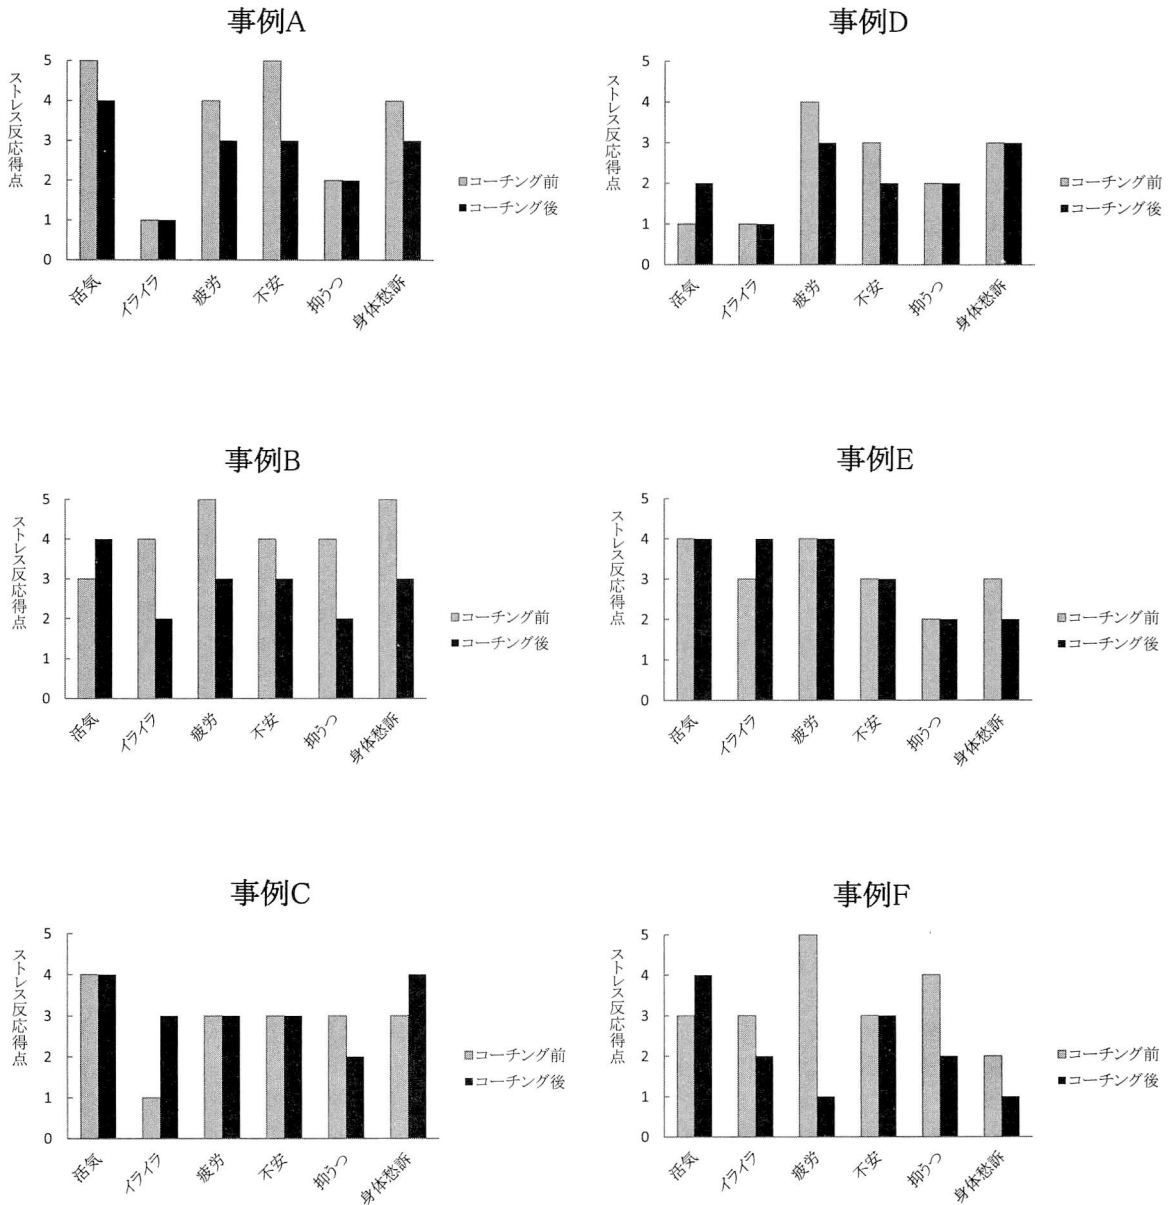 事例A
ストレス反応得点
5
4
3
2
1
0
活気
イライラ
疲労
不安
抑うつ
身体愁訴
コーチング前
コーチング後
事例D
ストレス反応得点
5
4
3
2
1
0
活気
イライラ
疲労
不安
抑うつ
身体愁訴
コーチング前
コーチング後
事例B
ストレス反応得点
5
4
3
2
1
0
活気
イライラ
疲労
不安
抑うつ
身体愁訴
コーチング前
コーチング後
事例E
ストレス反応得点
5
4
3
2
1
0
活気
イライラ
疲労
不安
抑うつ
身体愁訴
コーチング前
コーチング後
事例C
ストレス反応得点
5
4
3
2
1
0
活気
イライラ
疲労
不安
抑うつ
身体愁訴
コーチング前
コーチング後
事例F
ストレス反応得点
5
4
3
2
1
0
活気
イライラ
疲労
不安
抑うつ
身体愁訴
コーチング前
コーチング後